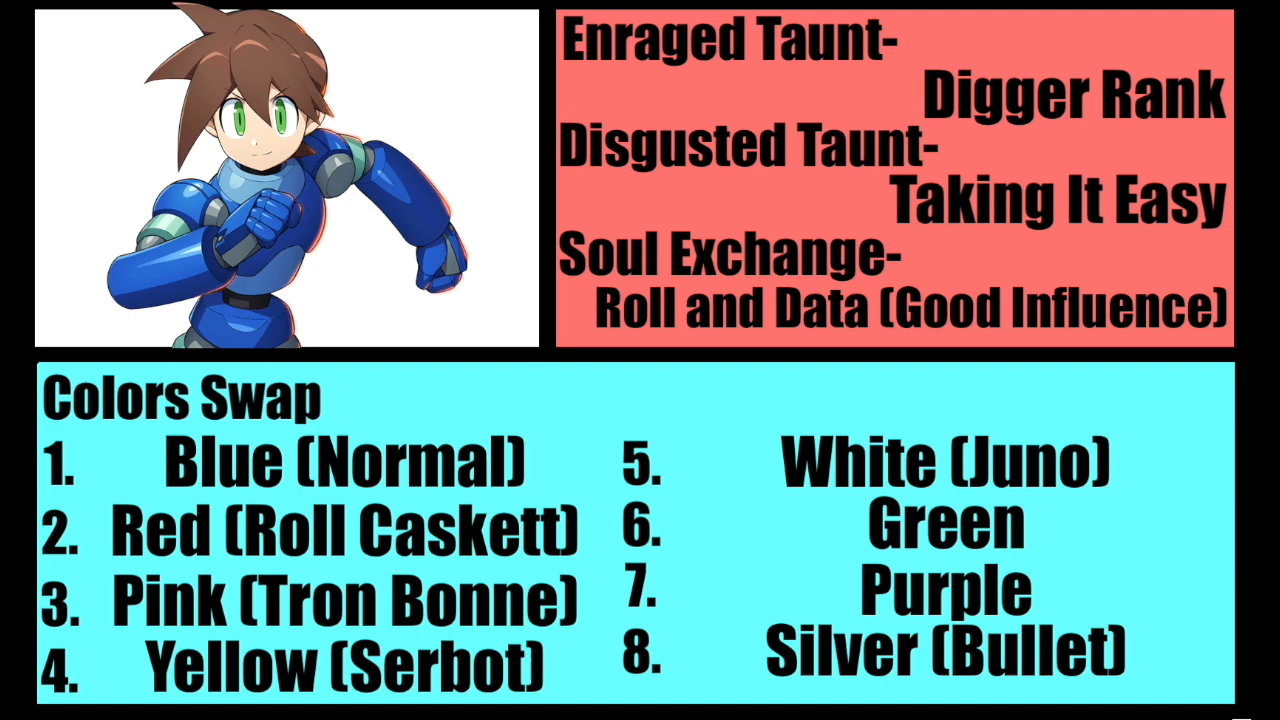 Enraged Taunt-
Digger Rank
Disgusted Taunt-
Taking It Easy
Soul Exchange-
Roll and Data (Good Influence)
Colors Swap
1. Blue (Normal)
2. Red (Roll Caskett)
3. Pink (Tron Bonne)
4. Yellow (Serbot)
5. White (Juno)
6. Green
7. Purple
8. Silver (Bullet)